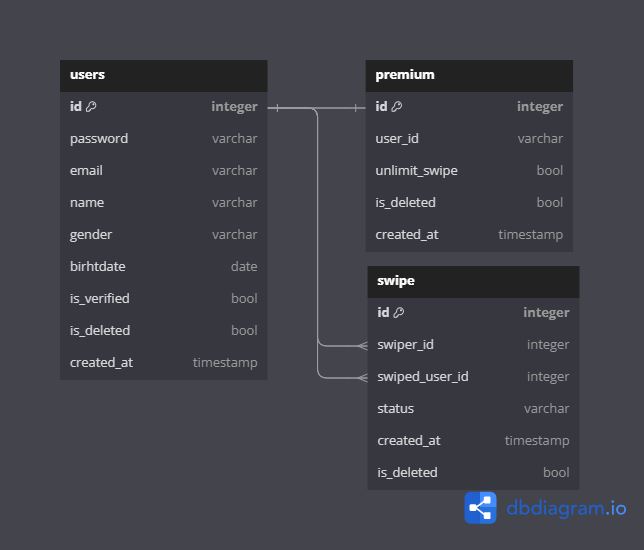 users
id integer
password varchar
email varchar
name varchar
gender varchar
birhtdate date
is_verified bool
is_deleted bool
created_at timestamp
premium
id integer
user_id varchar
unlimit_swipe bool
is_deleted bool
created_at timestamp
swipe
id integer
swiper_id integer
swiped_user_id integer
status varchar
created_at timestamp
is_deleted bool
dbdiagram.io